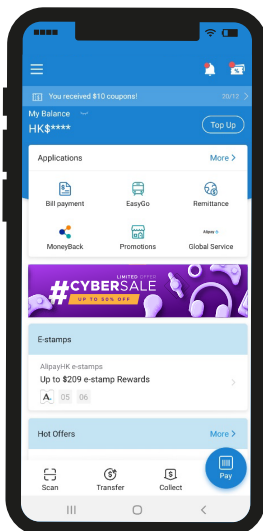 You received $10 coupons! 20/12 >
My Balance
HK$**** Top Up
Applications More >
Bill payment EasyGo Remittance
Alipay
MoneyBack Promotions Global Service
LIMITED OFFER
#CYBERSALE
UP TO 50% OFF
E-stamps
AlipayHK e-stamps
Up to $209 e-stamp Rewards
A. 05 06
Hot Offers More >
Scan Transfer Collect Pay